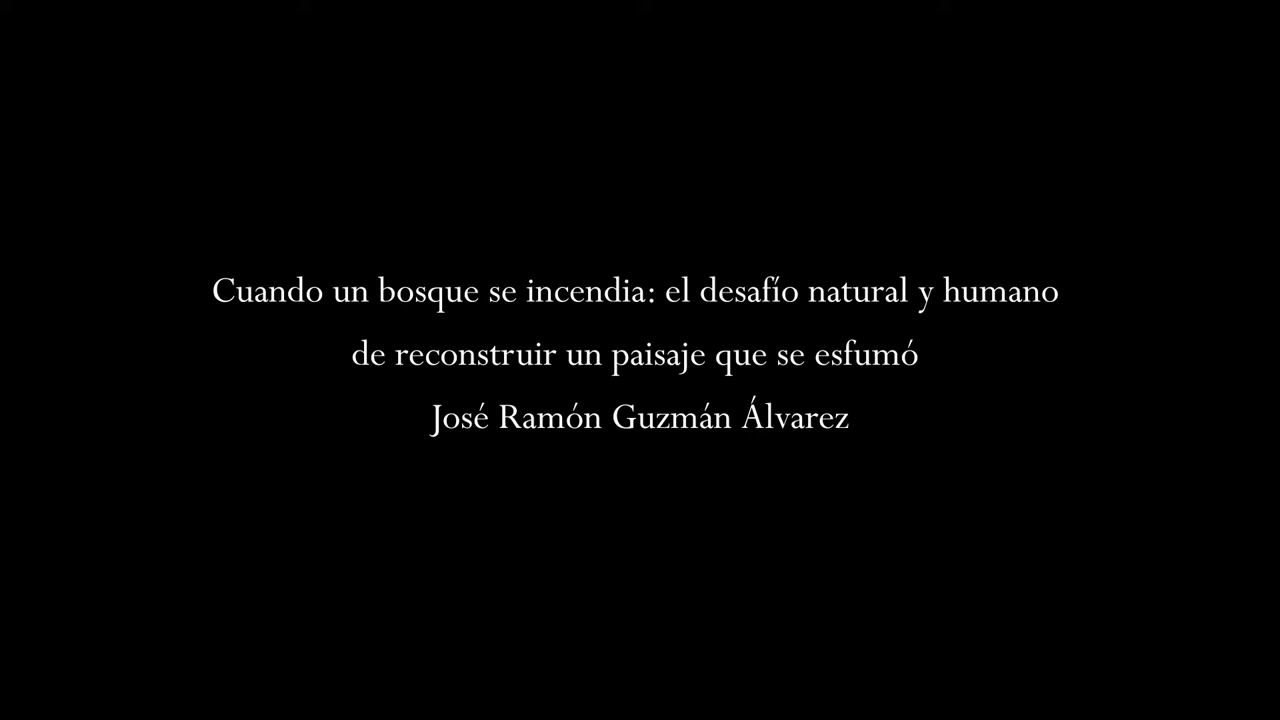 Cuando un bosque se incendia: el desafío natural y humano
de reconstruir un paisaje que se esfumó
José Ramón Guzmán Álvarez